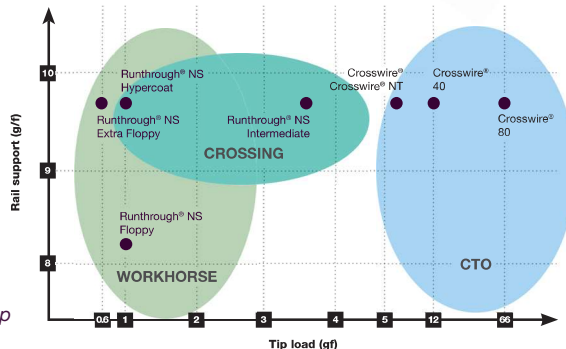 Rail support (g/f)
10
9
8
Runthrough® NS
Hypercoat
Runthrough® NS
Extra Floppy
Runthrough® NS
Intermediate
CROSSING
Runthrough® NS
Floppy
WORKHORSE
Crosswire®
Crosswire® NT
Crosswire®
40
Crosswire®
80
CTO
p
0.6 1 2 3 4 5 12 66
Tip load (gf)